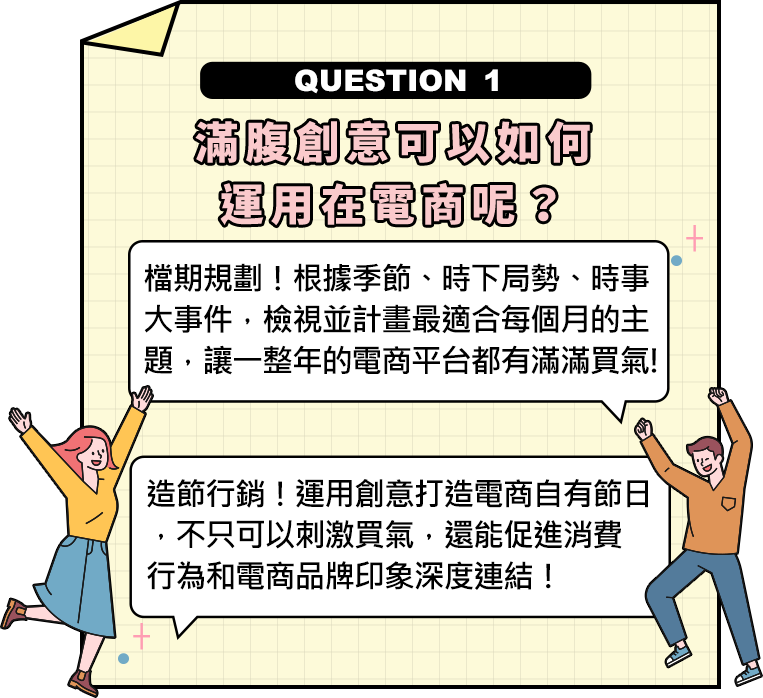 QUESTION 1
滿腹創意可以如何
運用在電商呢？
檔期規劃！根據季節、時下局勢、時事
大事件，檢視並計畫最適合每個月的主
題，讓一整年的電商平台都有滿滿買氣!
造節行銷！運用創意打造電商自有節日
，不只可以刺激買氣，還能促進消費
行為和電商品牌印象深度連結！